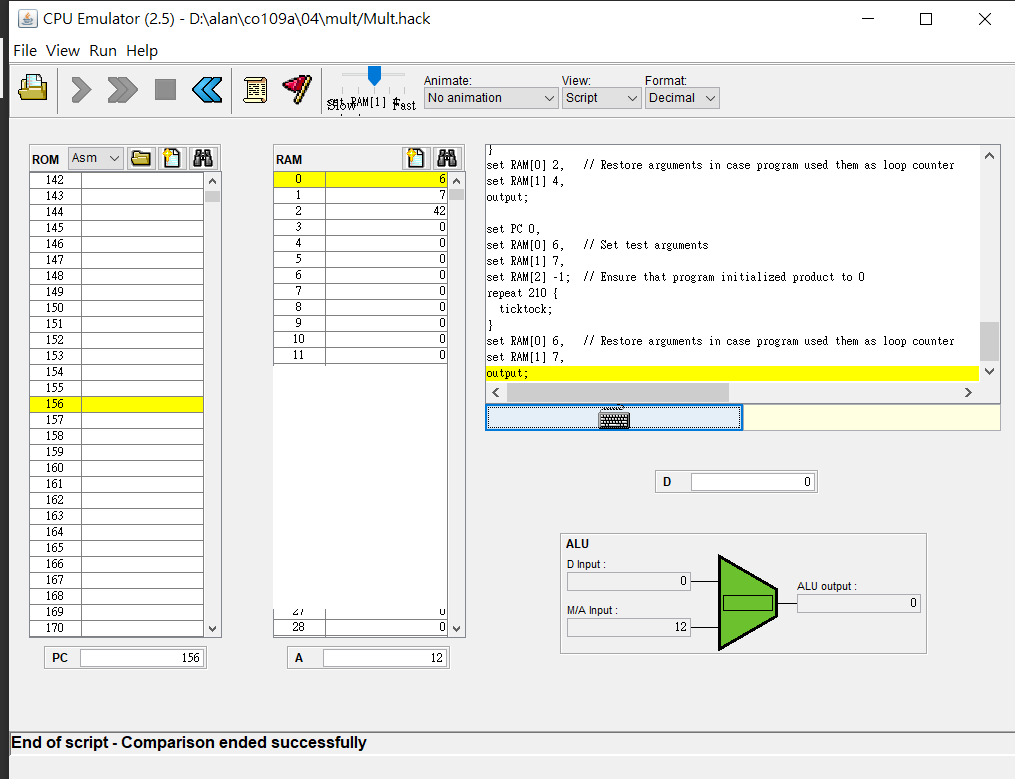 CPU Emulator (2.5) - D:\alan\co109a\04\mult/Mult.hack
File View Run Help
Animate: View: Format:
No animation Script Decimal
Slow Fast
ROM Asm
142
143
144
145
146
147
148
149
150
151
152
153
154
155
156
157
158
159
160
161
162
163
164
165
166
167
168
169
170
PC 156
RAM
0 6
1 7
2 42
3 0
4 0
5 0
6 0
7 0
8 0
9 0
10 0
11 0
27 0
28 0
A 12
}
set RAM[0] 2, // Restore arguments in case program used them as loop counter
set RAM[1] 4,
output;
set PC 0,
set RAM[0] 6, // Set test arguments
set RAM[1] 7,
set RAM[2] -1; // Ensure that program initialized product to 0
repeat 210 {
ticktock;
}
set RAM[0] 6, // Restore arguments in case program used them as loop counter
set RAM[1] 7,
output;
D 0
ALU
D Input :
0
M/A Input :
12
ALU output :
0
End of script - Comparison ended successfully